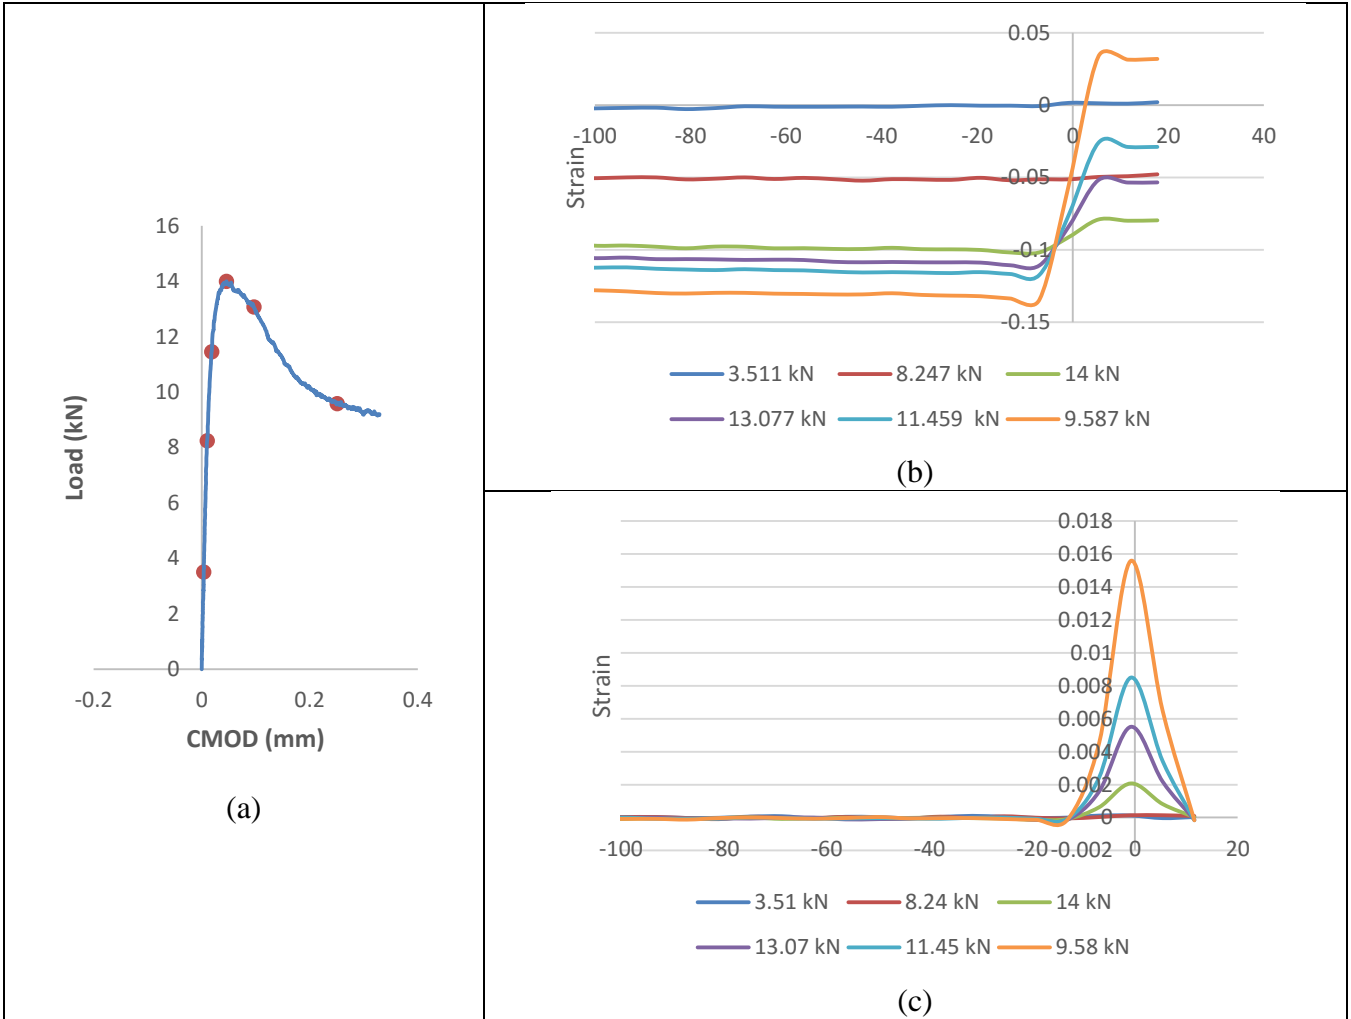 16
14
12
10
8
6
4
2
0
-0.2 0 0.2 0.4
Load (kN)
CMOD (mm)
(a)
0.05
0
-100 -80 -60 -40 -20 0 20 40
-0.05
-0.1
-0.15
Strain
3.511 kN 8.247 kN 14 kN
13.077 kN 11.459 kN 9.587 kN
(b)
0.018
0.016
0.014
0.012
0.01
0.008
0.006
0.004
0.002
0
-0.002
-100 -80 -60 -40 -20 0 20
Strain
3.51 kN 8.24 kN 14 kN
13.07 kN 11.45 kN 9.58 kN
(c)